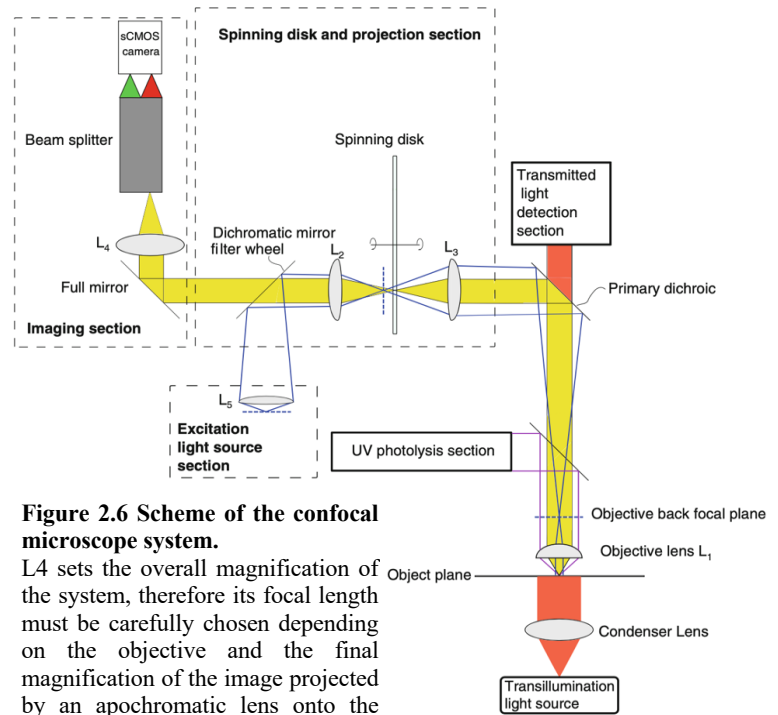 sCMOS
camera
Spinning disk and projection section
Beam splitter
Spinning disk
Transmitted
light
detection
section
L4
Dichromatic mirror
filter wheel
L2
L3
Full mirror
Primary dichroic
Imaging section
L5
Excitation
light source
section
UV photolysis section
Objective back focal plane
Objective lens L1
Object plane
Condenser Lens
Transillumination
light source
Figure 2.6 Scheme of the confocal
microscope system.
L4 sets the overall magnification of
the system, therefore its focal length
must be carefully chosen depending
on the objective and the final
magnification of the image projected
by an apochromatic lens onto the